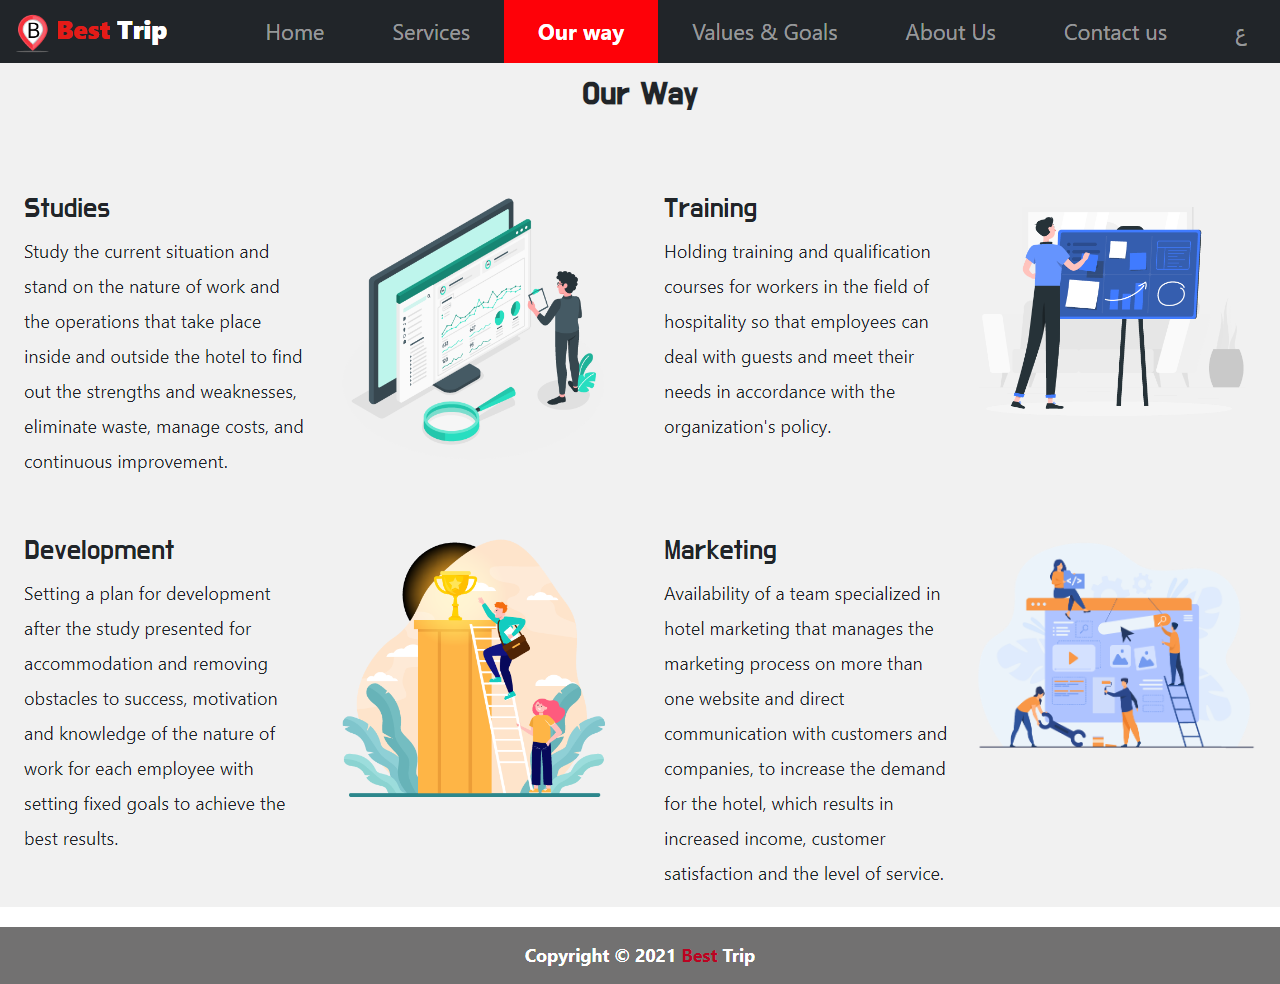 B Best Trip
Home
Services
Our way
Values & Goals
About Us
Contact us
ع
Our Way
Studies
Study the current situation and
stand on the nature of work and
the operations that take place
inside and outside the hotel to find
out the strengths and weaknesses,
eliminate waste, manage costs, and
continuous improvement.
Training
Holding training and qualification
courses for workers in the field of
hospitality so that employees can
deal with guests and meet their
needs in accordance with the
organization's policy.
Development
Setting a plan for development
after the study presented for
accommodation and removing
obstacles to success, motivation
and knowledge of the nature of
work for each employee with
setting fixed goals to achieve the
best results.
Marketing
Availability of a team specialized in
hotel marketing that manages the
marketing process on more than
one website and direct
communication with customers and
companies, to increase the demand
for the hotel, which results in
increased income, customer
satisfaction and the level of service.
</>
Copyright © 2021 Best Trip